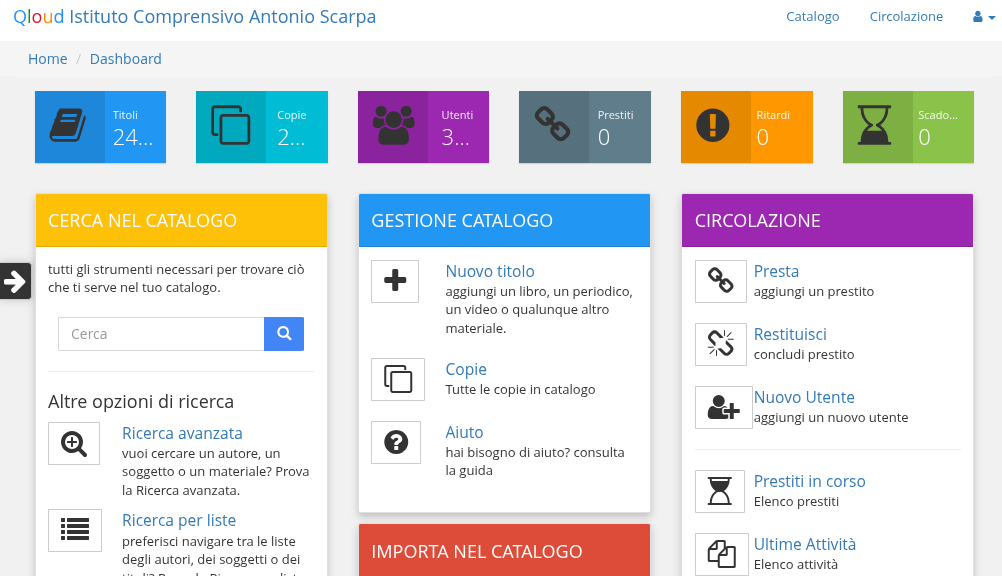 Qloud Istituto Comprensivo Antonio Scarpa
Catalogo
Circolazione
Home / Dashboard
Titoli
24...
Copie
2...
Utenti
3...
Prestiti
0
Ritardi
0
Scado...
0
CERCA NEL CATALOGO
tutti gli strumenti necessari per trovare ciò
che ti serve nel tuo catalogo.
Cerca
Altre opzioni di ricerca
Ricerca avanzata
vuoi cercare un autore, un
soggetto o un materiale? Prova
la Ricerca avanzata.
Ricerca per liste
preferisci navigare tra le liste
degli autori, dei soggetti o dei
GESTIONE CATALOGO
Nuovo titolo
aggiungi un libro, un periodico,
un video o qualunque altro
materiale.
Copie
Tutte le copie in catalogo
Aiuto
hai bisogno di aiuto? consulta
la guida
IMPORTA NEL CATALOGO
CIRCOLAZIONE
Presta
aggiungi un prestito
Restituisci
concludi prestito
Nuovo Utente
aggiungi un nuovo utente
Prestiti in corso
Elenco prestiti
Ultime Attività
Elenco attività